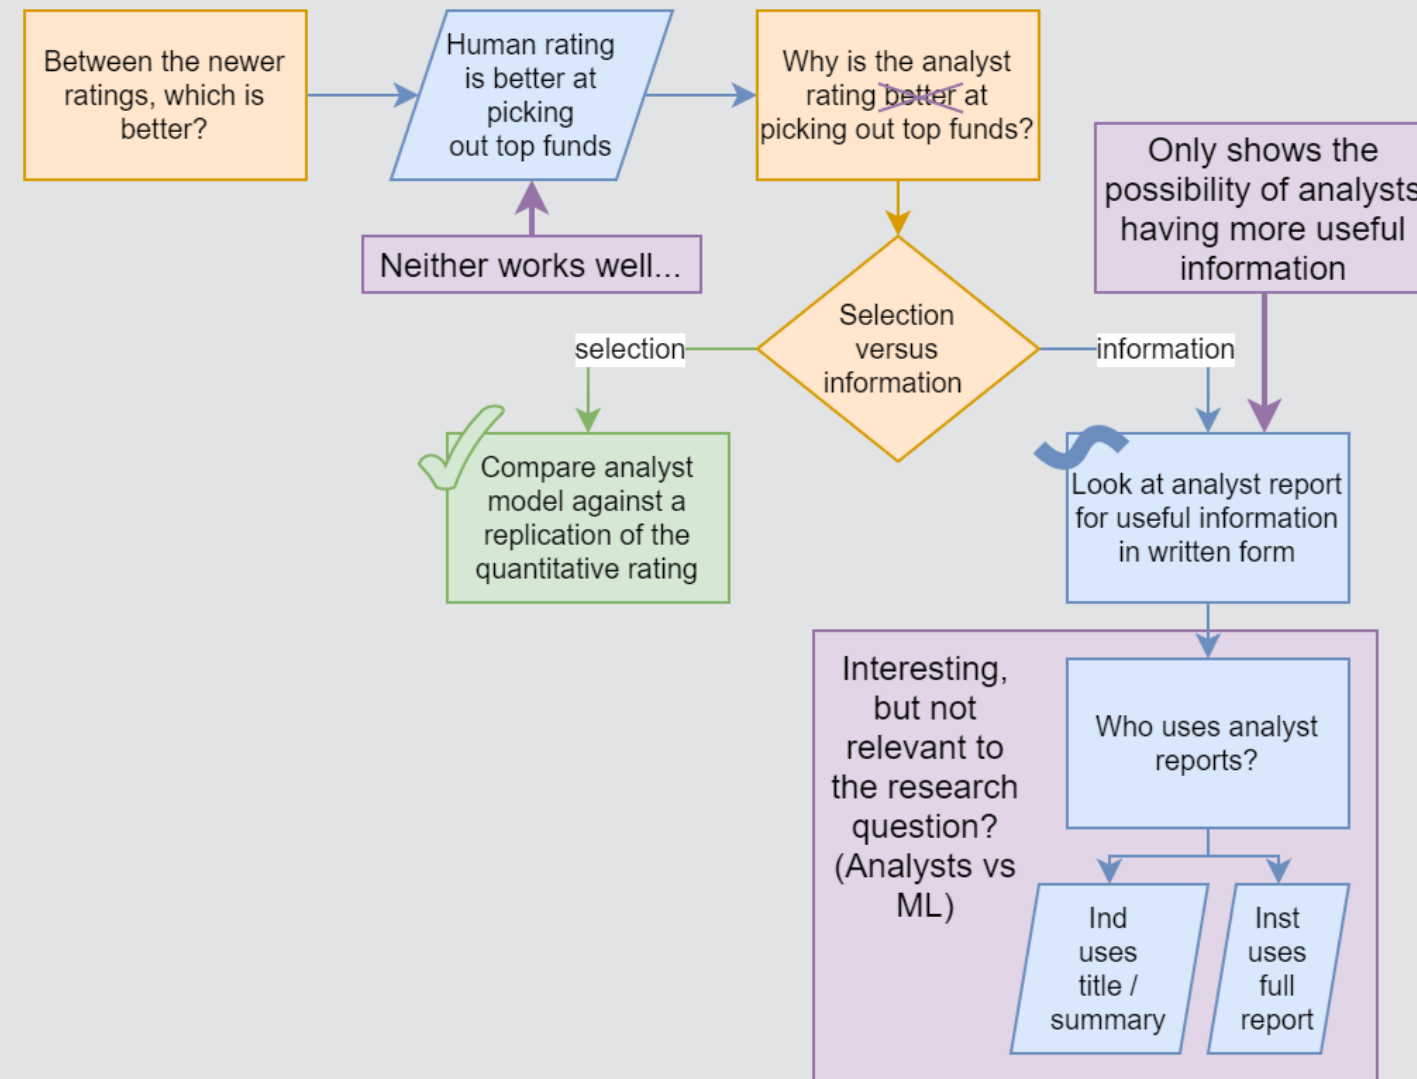 Between the newer
ratings, which is
better?
Human rating
is better at
picking
out top funds
Why is the analyst
rating better at
picking out top funds?
Only shows the
possibility of analysts
having more useful
information
Neither works well...
Selection
versus
information
selection
information
Compare analyst
model against a
replication of the
quantitative rating
Look at analyst report
for useful information
in written form
Interesting,
but not
relevant to
the research
question?
(Analysts vs
ML)
Who uses analyst
reports?
Ind
uses
title /
summary
Inst
uses
full
report